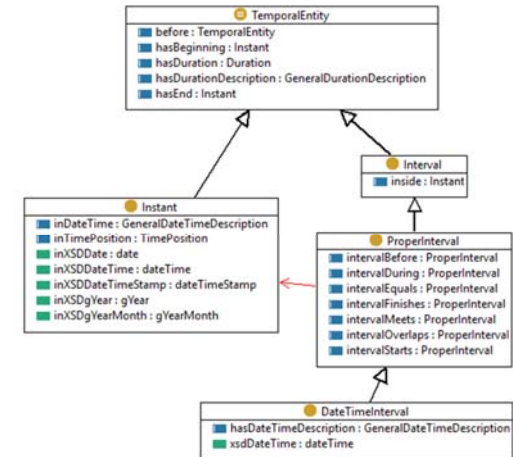 TemporalEntity
before : TemporalEntity
hasBeginning : Instant
hasDuration : Duration
hasDurationDescription : GeneralDurationDescription
hasEnd : Instant
Interval
inside : Instant
Instant
inDateTime : GeneralDateTimeDescription
inTimePosition : TimePosition
inXSDDate : date
inXSDDateTime : dateTime
inXSDDateTimeStamp : dateTimeStamp
inXSDgYear : gYear
inXSDgYearMonth : gYearMonth
ProperInterval
intervalBefore : ProperInterval
intervalDuring : ProperInterval
intervalEquals : ProperInterval
intervalFinishes : ProperInterval
intervalMeets : ProperInterval
intervalOverlaps : ProperInterval
intervalStarts : ProperInterval
DateTimeInterval
hasDateTimeDescription : GeneralDateTimeDescription
xsdDateTime : dateTime